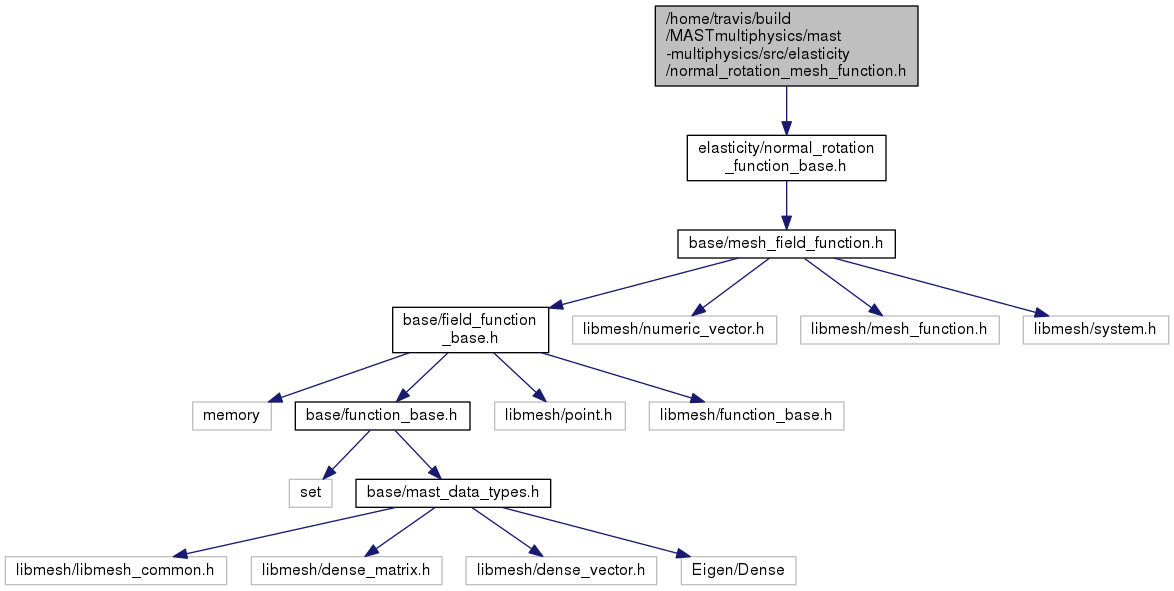 /home/travis/build
/MASTmultiphysics/mast
-multiphysics/src/elasticity
/normal_rotation_mesh_function.h
elasticity/normal_rotation
_function_base.h
base/mesh_field_function.h
base/field_function
_base.h
libmesh/numeric_vector.h
libmesh/mesh_function.h
libmesh/system.h
memory
base/function_base.h
libmesh/point.h
libmesh/function_base.h
set
base/mast_data_types.h
libmesh/libmesh_common.h
libmesh/dense_matrix.h
libmesh/dense_vector.h
Eigen/Dense